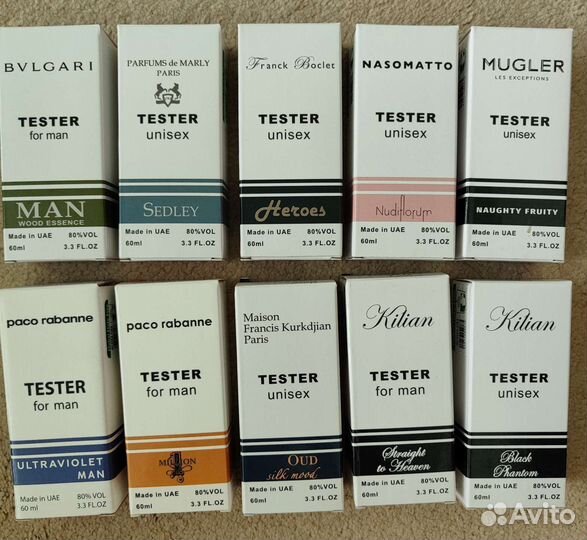 BVLGARI
TESTER
for man
MAN
WOOD ESSENCE
Made in UAE 80%VOL
60ml 3.3 FL.OZ
PARFUMS de MARLY
PARIS
TESTER
unisex
SEDLEY
Made in UAE 80%VOL
60ml 3.3 FL.OZ
Franck Boclet
TESTER
unisex
Heroes
Made in UAE 80%VOL
60ml 3.3 FL.OZ
NASOMATTO
TESTER
unisex
Nudiflorum
Made in UAE 80%VOL
60ml 3.3 FL.OZ
MUGLER
LES EXCEPTIONS
TESTER
unisex
NAUGHTY FRUITY
Made in UAE 80%VOL
60ml 3.3 FL.OZ
paco rabanne
TESTER
for man
ULTRAVIOLET
MAN
Made in UAE 80% VOL
60 ml 3.3 FL.OZ
paco rabanne
TESTER
for man
1
MILLION
Made in UAE 80%VOL
60ml 3.3 FL.OZ
Maison
Francis Kurkdjian
Paris
TESTER
unisex
OUD
silk mood
Made in UAE 80%VOL
60ml 3.3 FL.OZ
Kilian
TESTER
for man
Straight
to Heaven
Made in UAE 80%VOL
60ml 3.3 FL.OZ
Kilian
TESTER
unisex
Black
Phantom
Made in UAE
60ml 3.3 FL.OZ
Avito